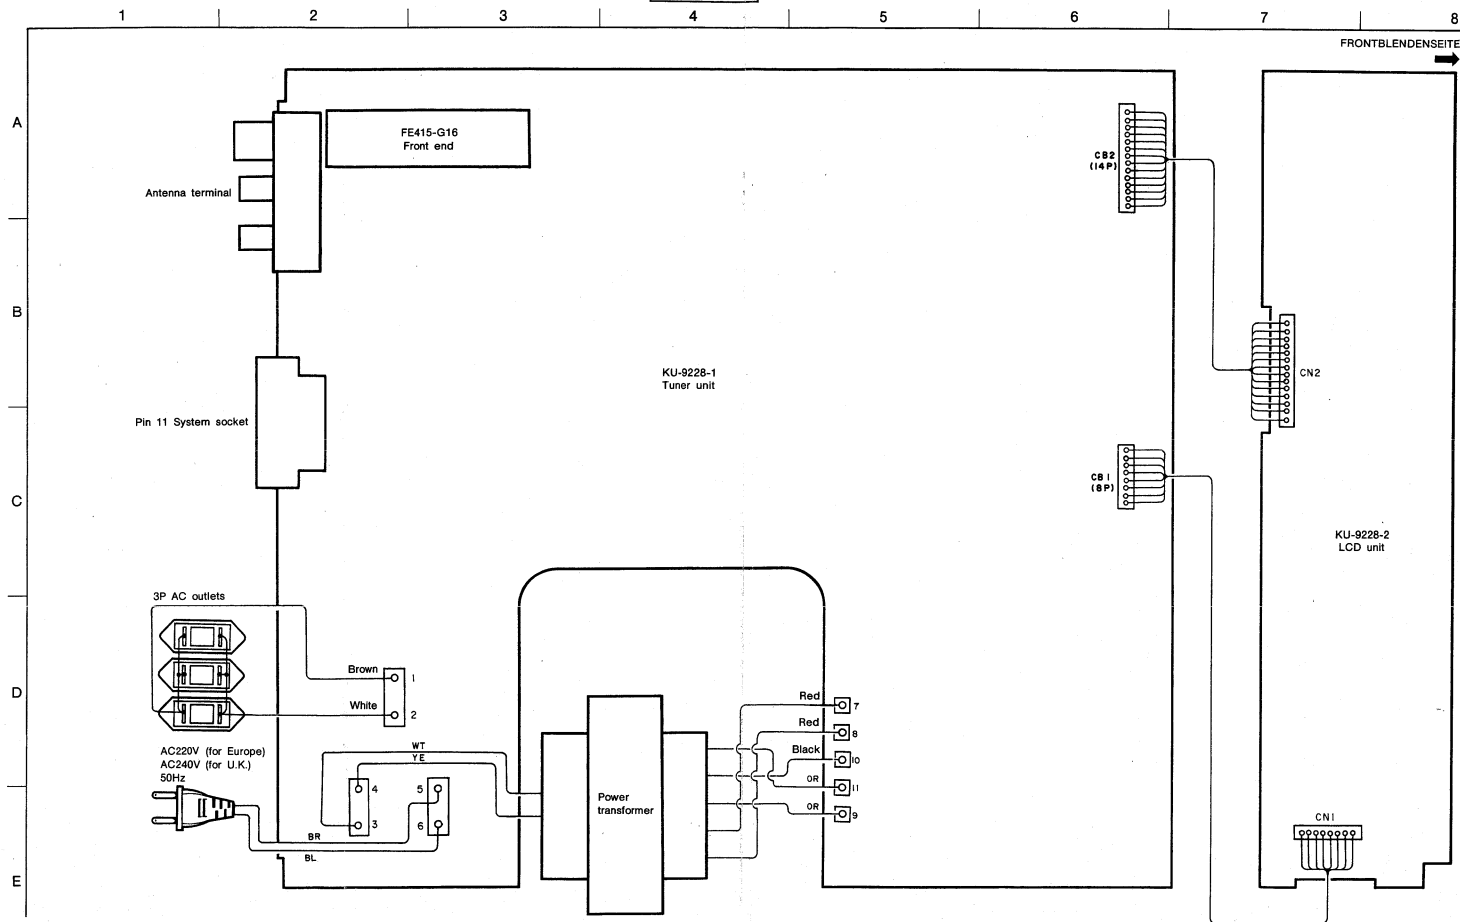 1 2 3 4 5 6 7 8
FRONTBLENDENSEITE
A
FE415-G16
Front end
CB2
(14P)
Antenna terminal
B
KU-9228-1
Tuner unit
CN2
Pin 11 System socket
CB1
(8P)
C
KU-9228-2
LCD unit
3P AC outlets
Brown
1
D
White
2
Red
7
Red
8
WT
YE
Black
10
AC220V (for Europe)
AC240V (for U.K.)
50Hz
OR
11
4
5
Power
transformer
OR
9
3
6
CN1
BR
BL
E